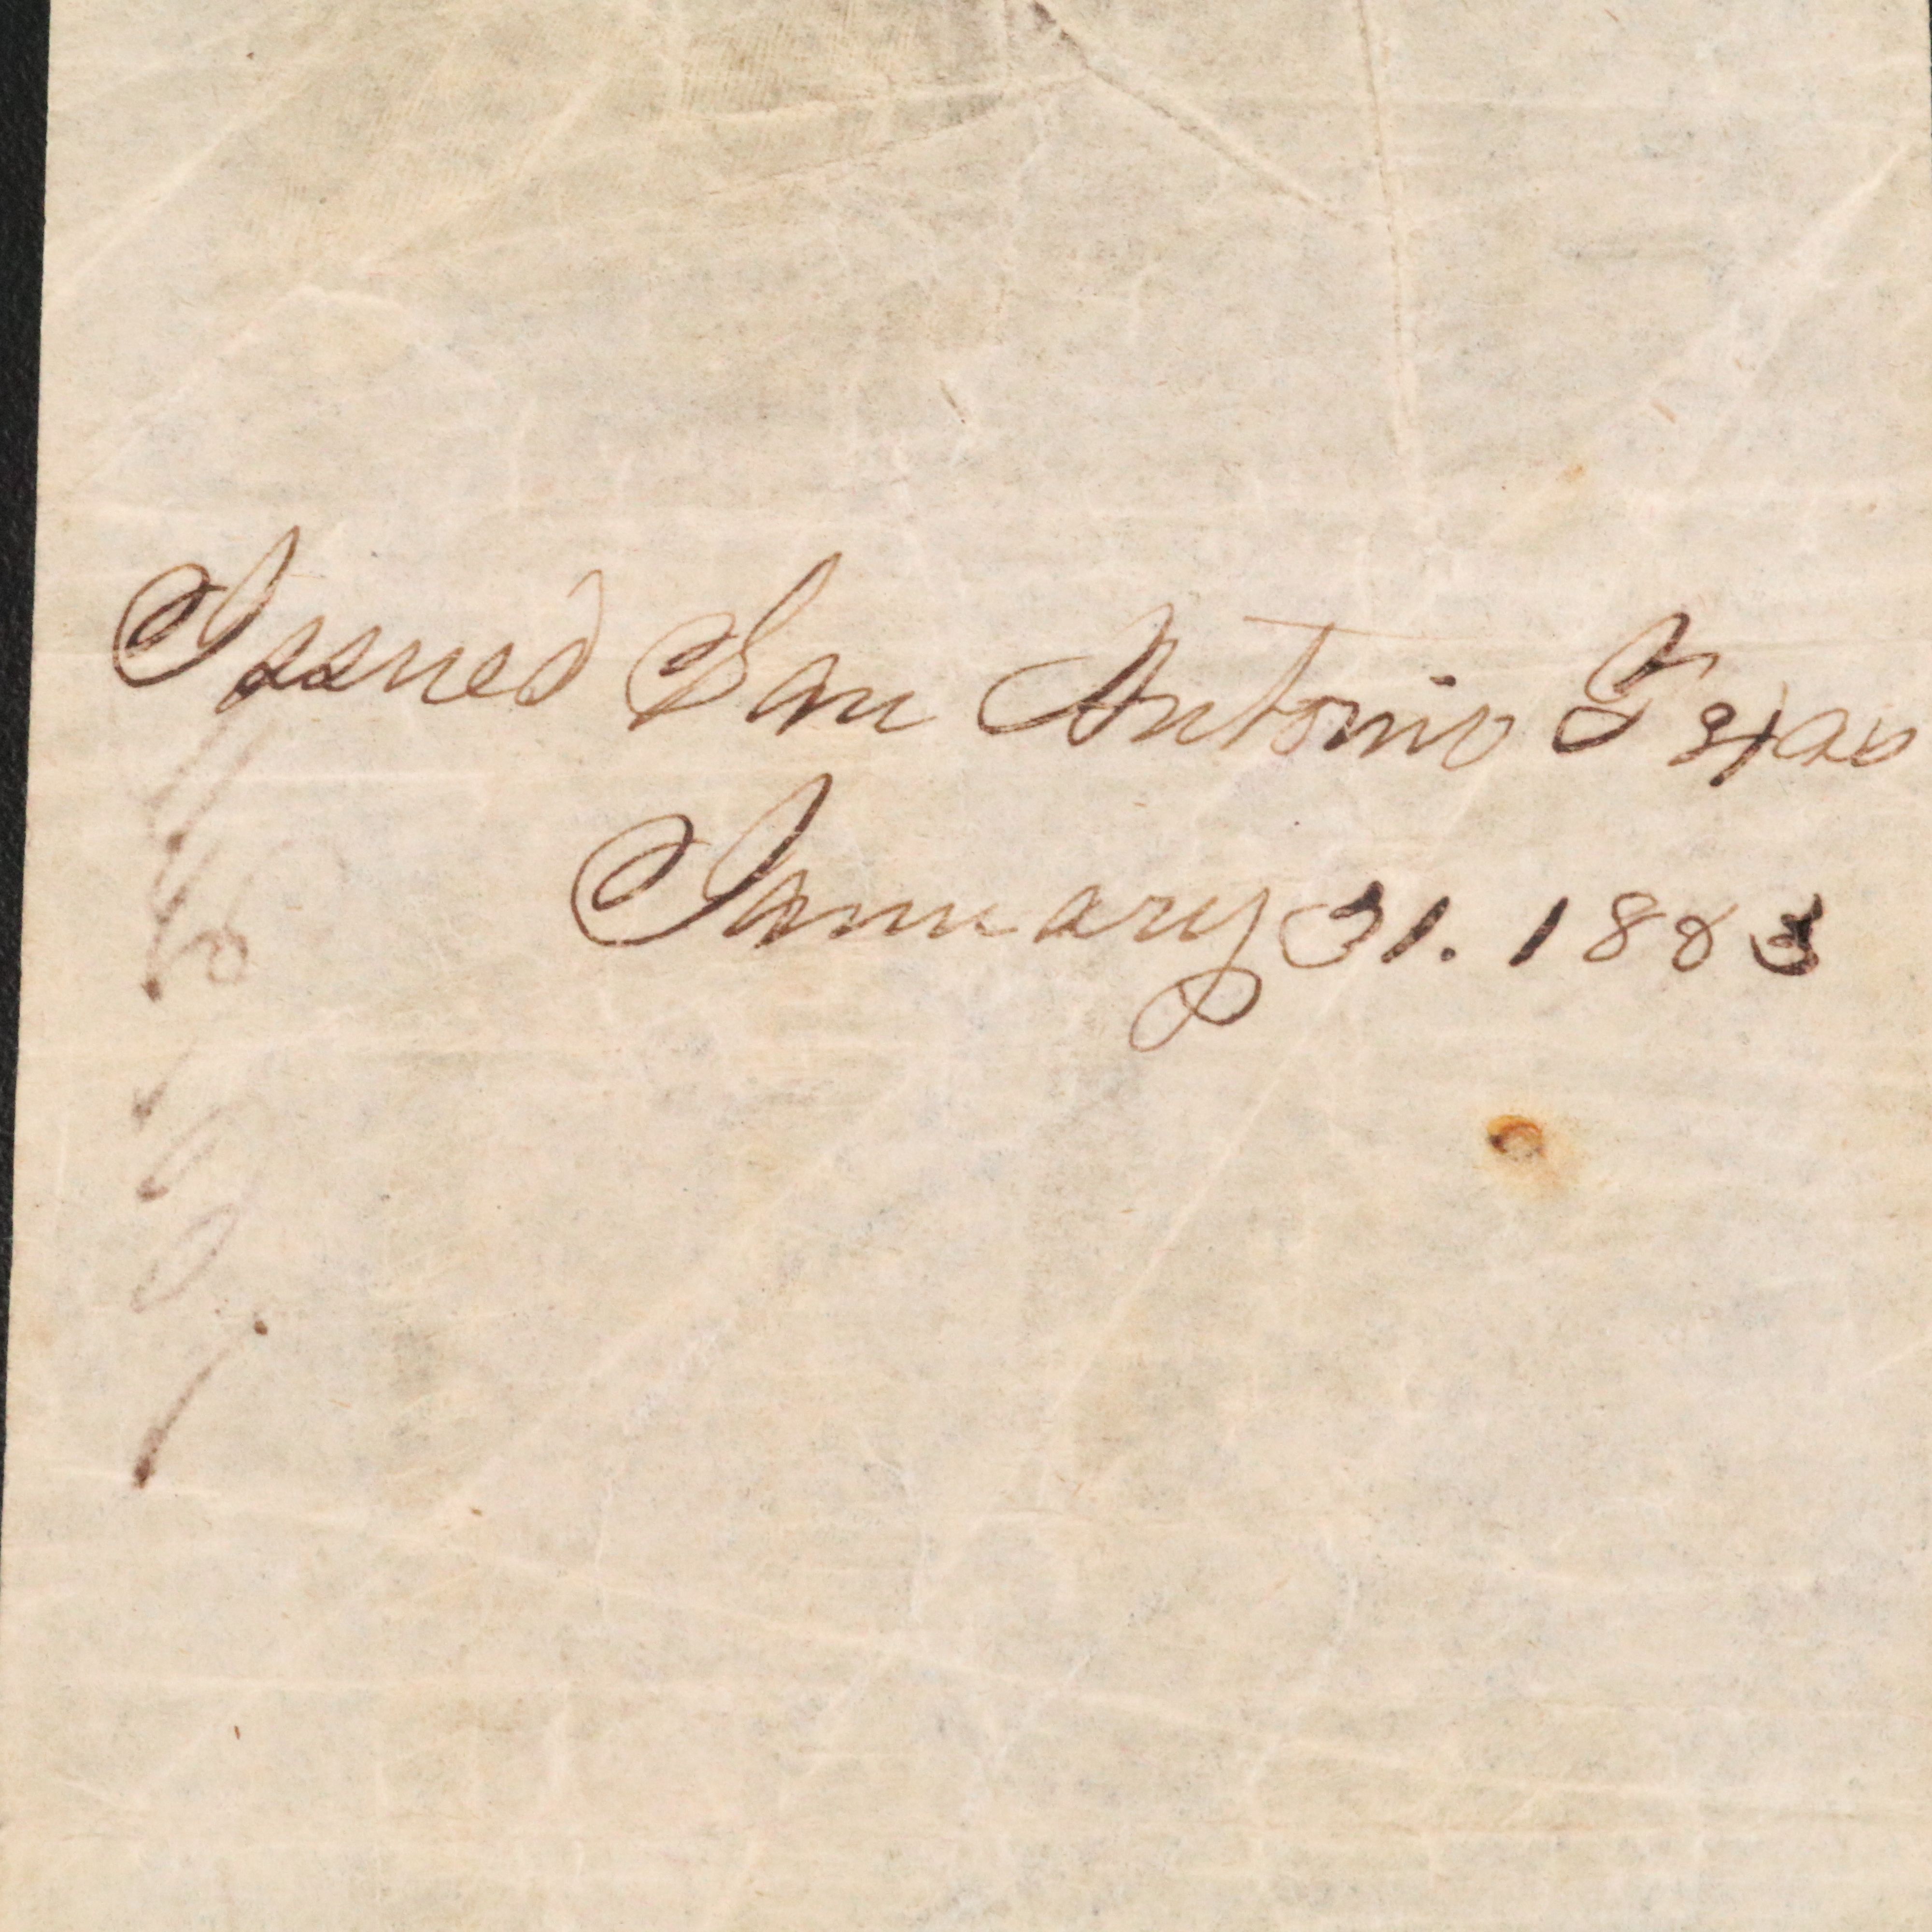 Issued San Antonio Texas
January 31. 1883